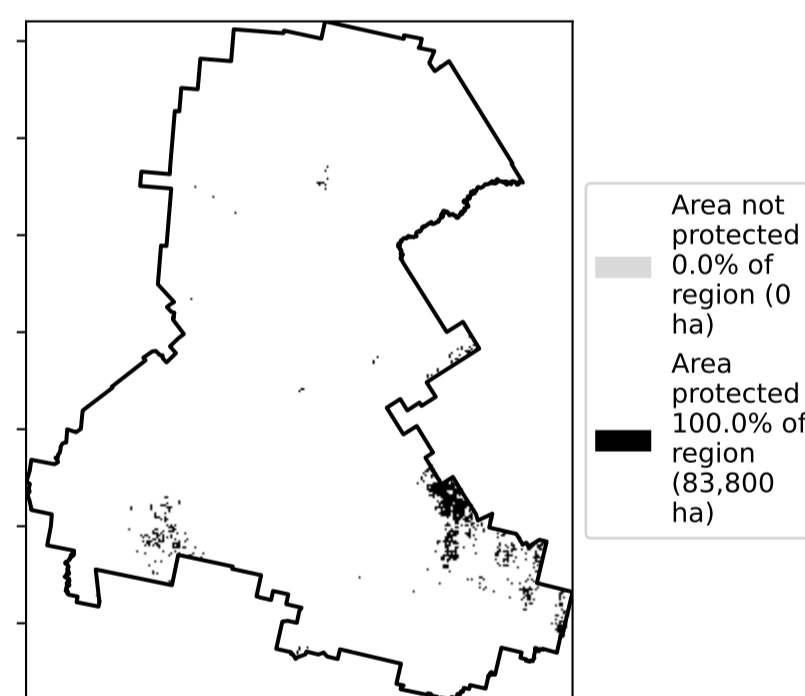 Area not
protected
0.0% of
region (0
ha)
Area
protected
100.0% of
region
(83,800
ha)